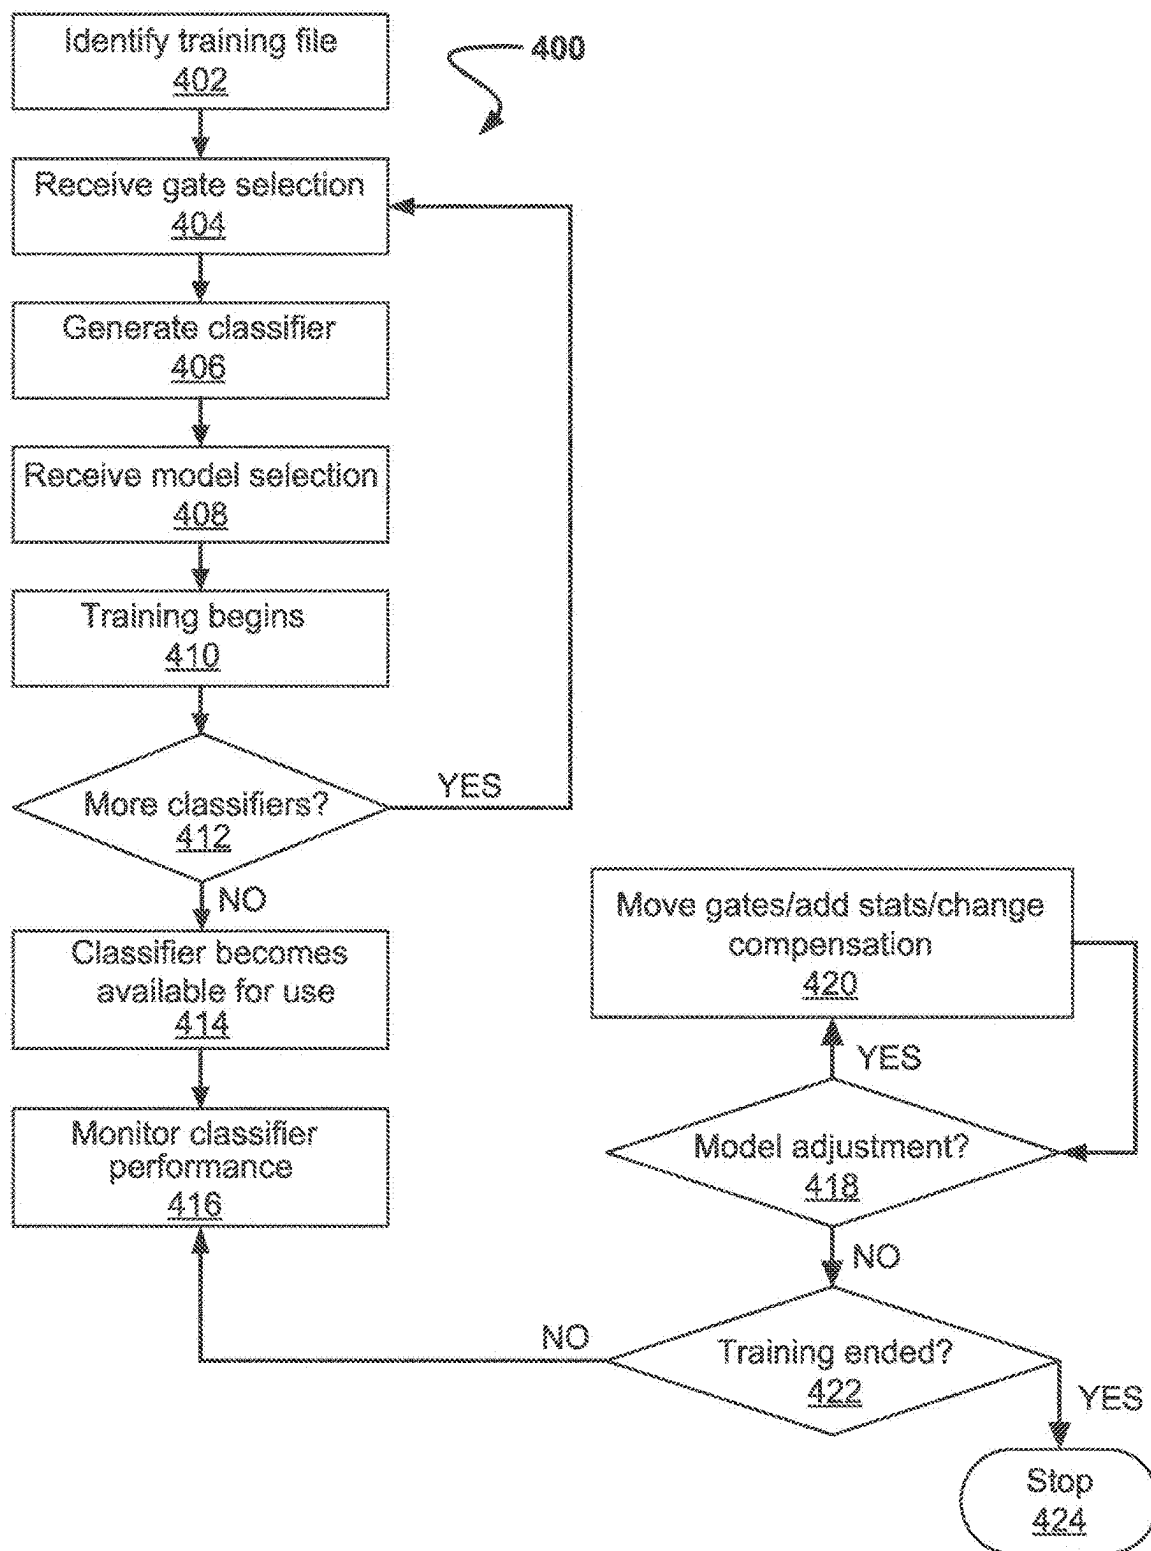 Identify training file
402
400
Receive gate selection
404
Generate classifier
406
Receive model selection
408
Training begins
410
More classifiers?
412
YES
NO
Classifier becomes
available for use
414
Monitor classifier
performance
416
Move gates/add stats/change
compensation
420
YES
Model adjustment?
418
NO
Training ended?
422
NO
YES
Stop
424